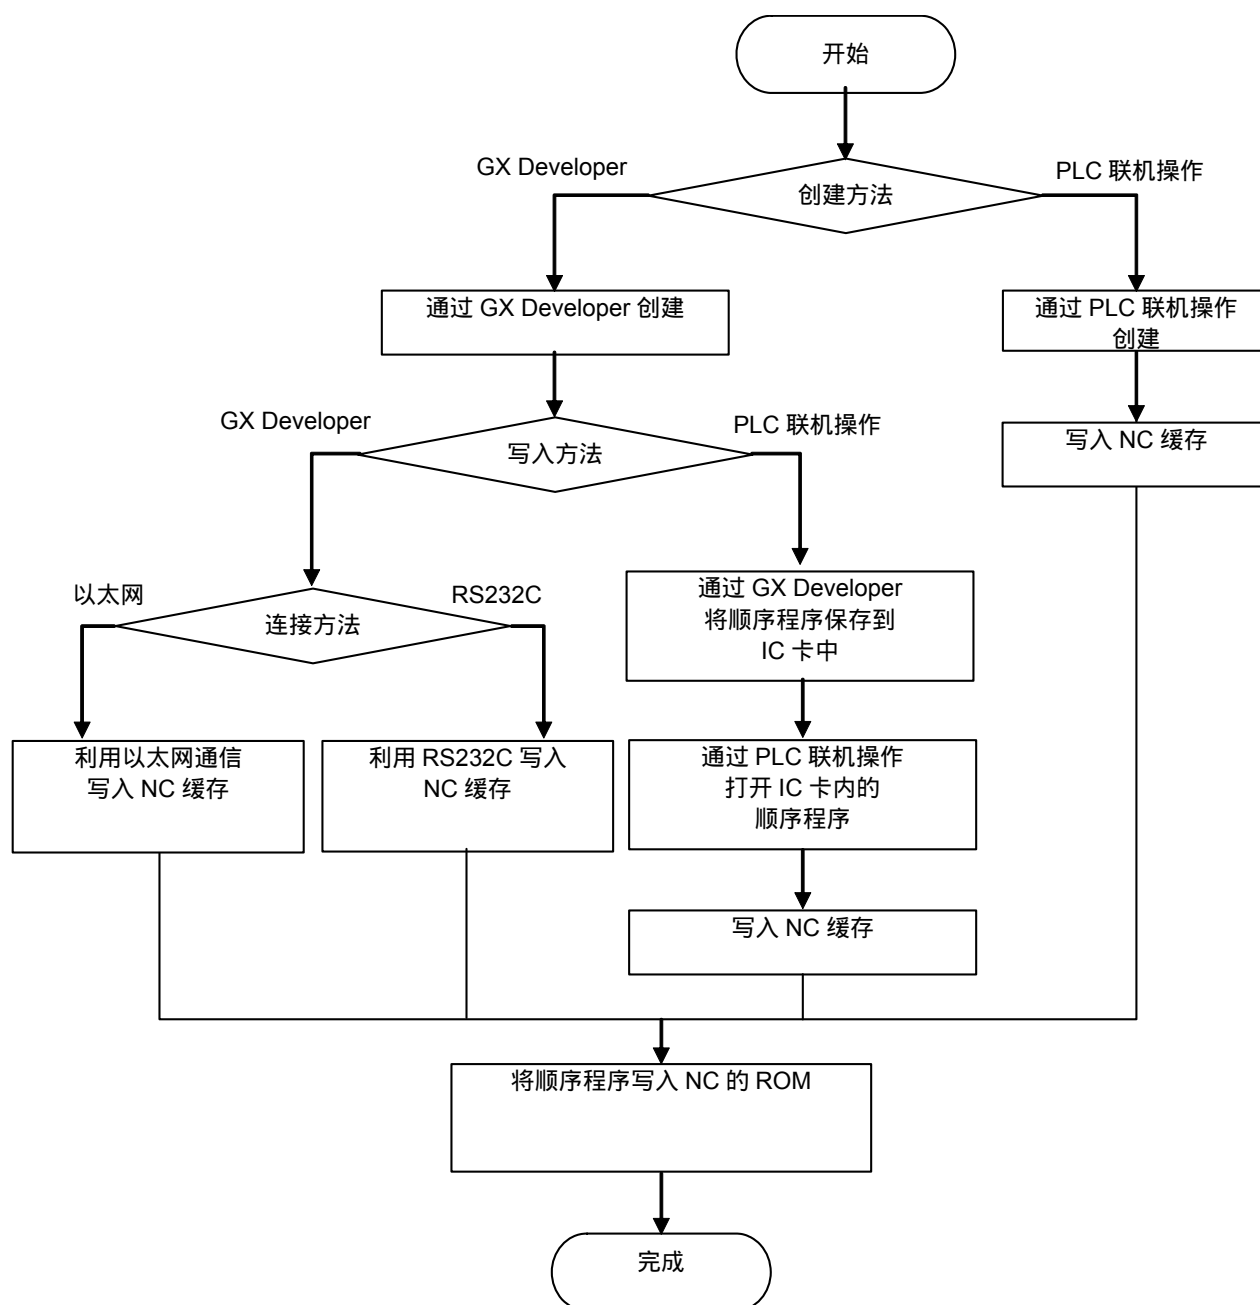 开始
GX Developer
PLC 联机操作
创建方法
通过 GX Developer 创建
通过 PLC 联机操作
创建
GX Developer
PLC 联机操作
写入方法
写入 NC 缓存
以太网
RS232C
连接方法
通过 GX Developer
将顺序程序保存到
IC 卡中
利用以太网通信
写入 NC 缓存
利用 RS232C 写入
NC 缓存
通过 PLC 联机操作
打开 IC 卡内的
顺序程序
写入 NC 缓存
将顺序程序写入 NC 的 ROM
完成